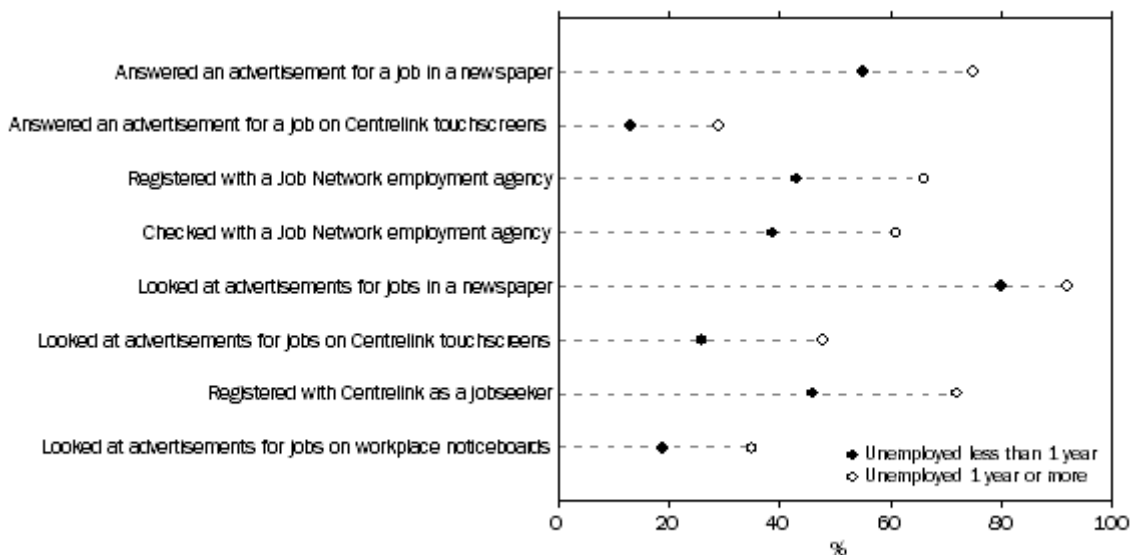 Answered an advertisement for a job in a newspaper
Answered an advertisement for a job on Centrelink touchscreens
Registered with a Job Network employment agency
Checked with a Job Network employment agency
Looked at advertisements for jobs in a newspaper
Looked at advertisements for jobs on Centrelink touchscreens
Registered with Centrelink as a jobseeker
Looked at advertisements for jobs on workplace noticeboards
Unemployed less than 1 year
Unemployed 1 year or more
0 20 40 60 80 100
%